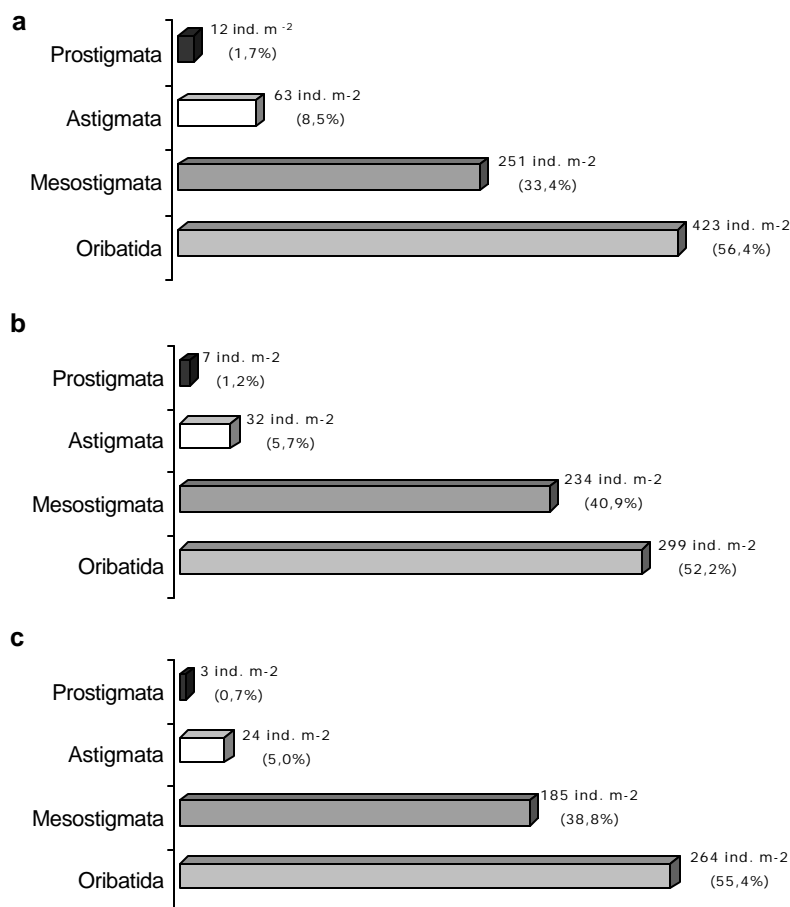 a
Prostigmata
12 ind. m -2
(1,7%)
Astigmata
63 ind. m-2
(8,5%)
Mesostigmata
251 ind. m-2
(33,4%)
Oribatida
423 ind. m-2
(56,4%)
b
Prostigmata
7 ind. m-2
(1,2%)
Astigmata
32 ind. m-2
(5,7%)
Mesostigmata
234 ind. m-2
(40,9%)
Oribatida
299 ind. m-2
(52,2%)
c
Prostigmata
3 ind. m-2
(0,7%)
Astigmata
24 ind. m-2
(5,0%)
Mesostigmata
185 ind. m-2
(38,8%)
Oribatida
264 ind. m-2
(55,4%)